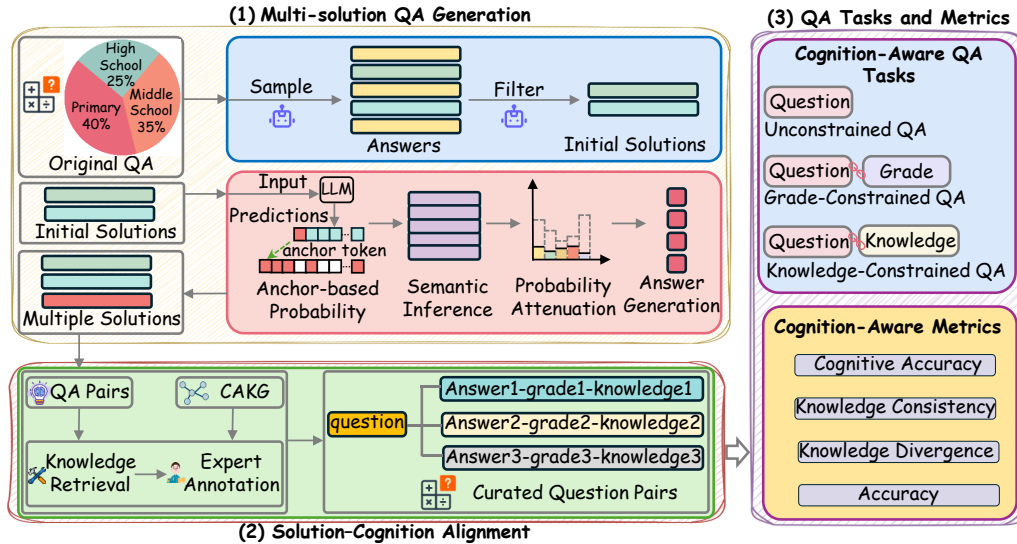 (1) Multi-solution QA Generation
High
School
25%
Primary
40%
Middle
School
35%
Original QA
Sample
Answers
Filter
Initial Solutions
Initial Solutions
Multiple Solutions
Input
LLM
Predictions
anchor token
Anchor-based
Probability
Semantic
Inference
Probability
Attenuation
Answer
Generation
QA Pairs
CAKG
Knowledge
Retrieval
Expert
Annotation
question
Answer1-grade1-knowledge1
Answer2-grade2-knowledge2
Answer3-grade3-knowledge3
Curated Question Pairs
(2) Solution-Cognition Alignment
(3) QA Tasks and Metrics
Cognition-Aware QA
Tasks
Question
Unconstrained QA
Question Grade
Grade-Constrained QA
Question Knowledge
Knowledge-Constrained QA
Cognition-Aware Metrics
Cognitive Accuracy
Knowledge Consistency
Knowledge Divergence
Accuracy